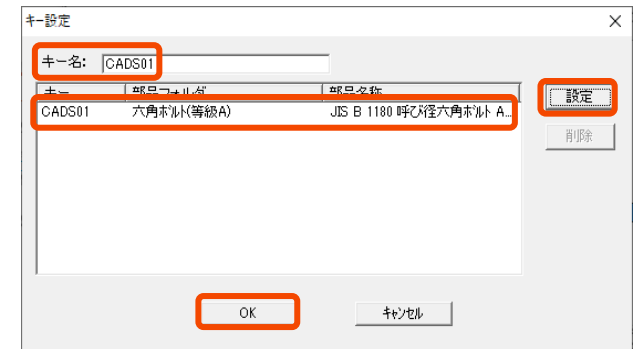 キー設定
キー名: CADS01
キー 部品フォルダ 部品名称
CADS01 六角ﾎﾞﾙﾄ(等級A) JIS B 1180 呼び径六角ﾎﾞﾙﾄ A...
設定
削除
OK ｷｬﾝｾﾙ